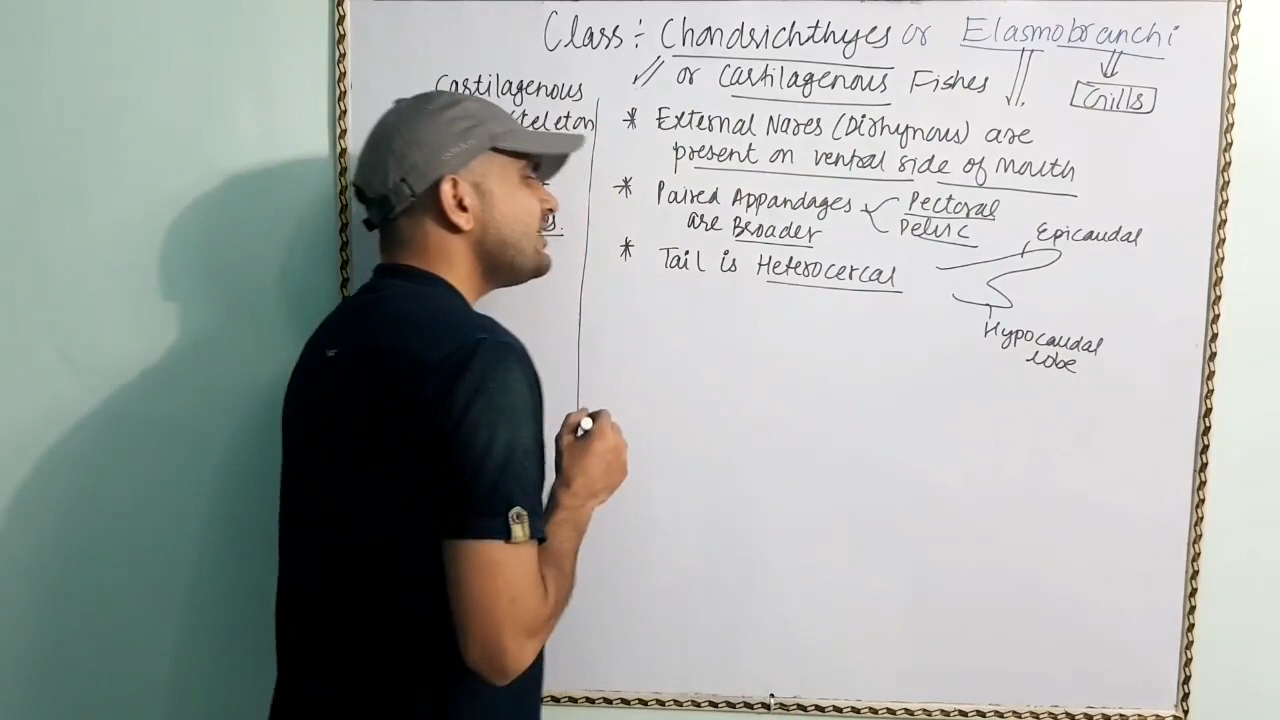 Class :- Chondrichthyes or Elasmobranchi
or Cartilagenous Fishes
Gills
Cartilagenous
* External Nares (Dirhynous) are
present on ventral side of mouth
* Paired Appandages Pectoral
are Broader Pelvic
Epicaudal
* Tail is Heterocercal
Hypocaudal
lobe